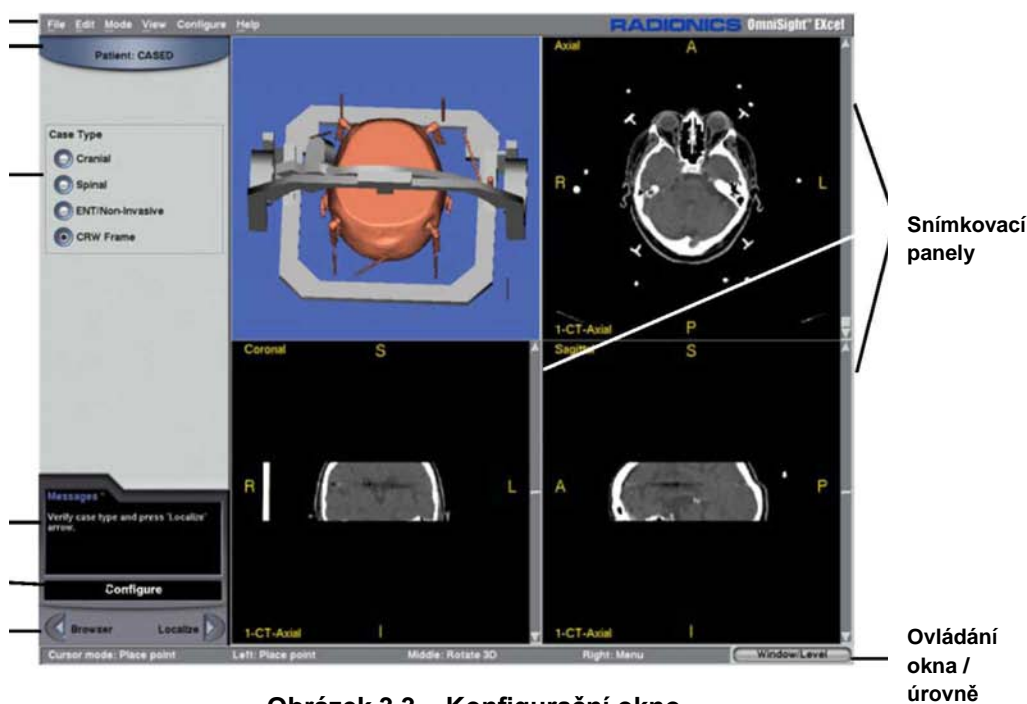 File Edit Mode View Configure Help
RADIONICS OmniSight™ EXcel
Patient: CASED
Case Type
Cranial
Spinal
ENT/Non-Invasive
CRW Frame
Axial
A
R
L
1-CT-Axial
P
Coronal
S
R
L
1-CT-Axial
I
Sagittal
S
A
P
1-CT-Axial
I
Messages
Verify case type and press 'Localize'
arrow.
Configure
Browser Localize
Cursor mode: Place point Left: Place point Middle: Rotate 3D Right: Menu Window/Level
Snímkovací
panely
Ovládání
okna /
úrovně
Konfigurační okno